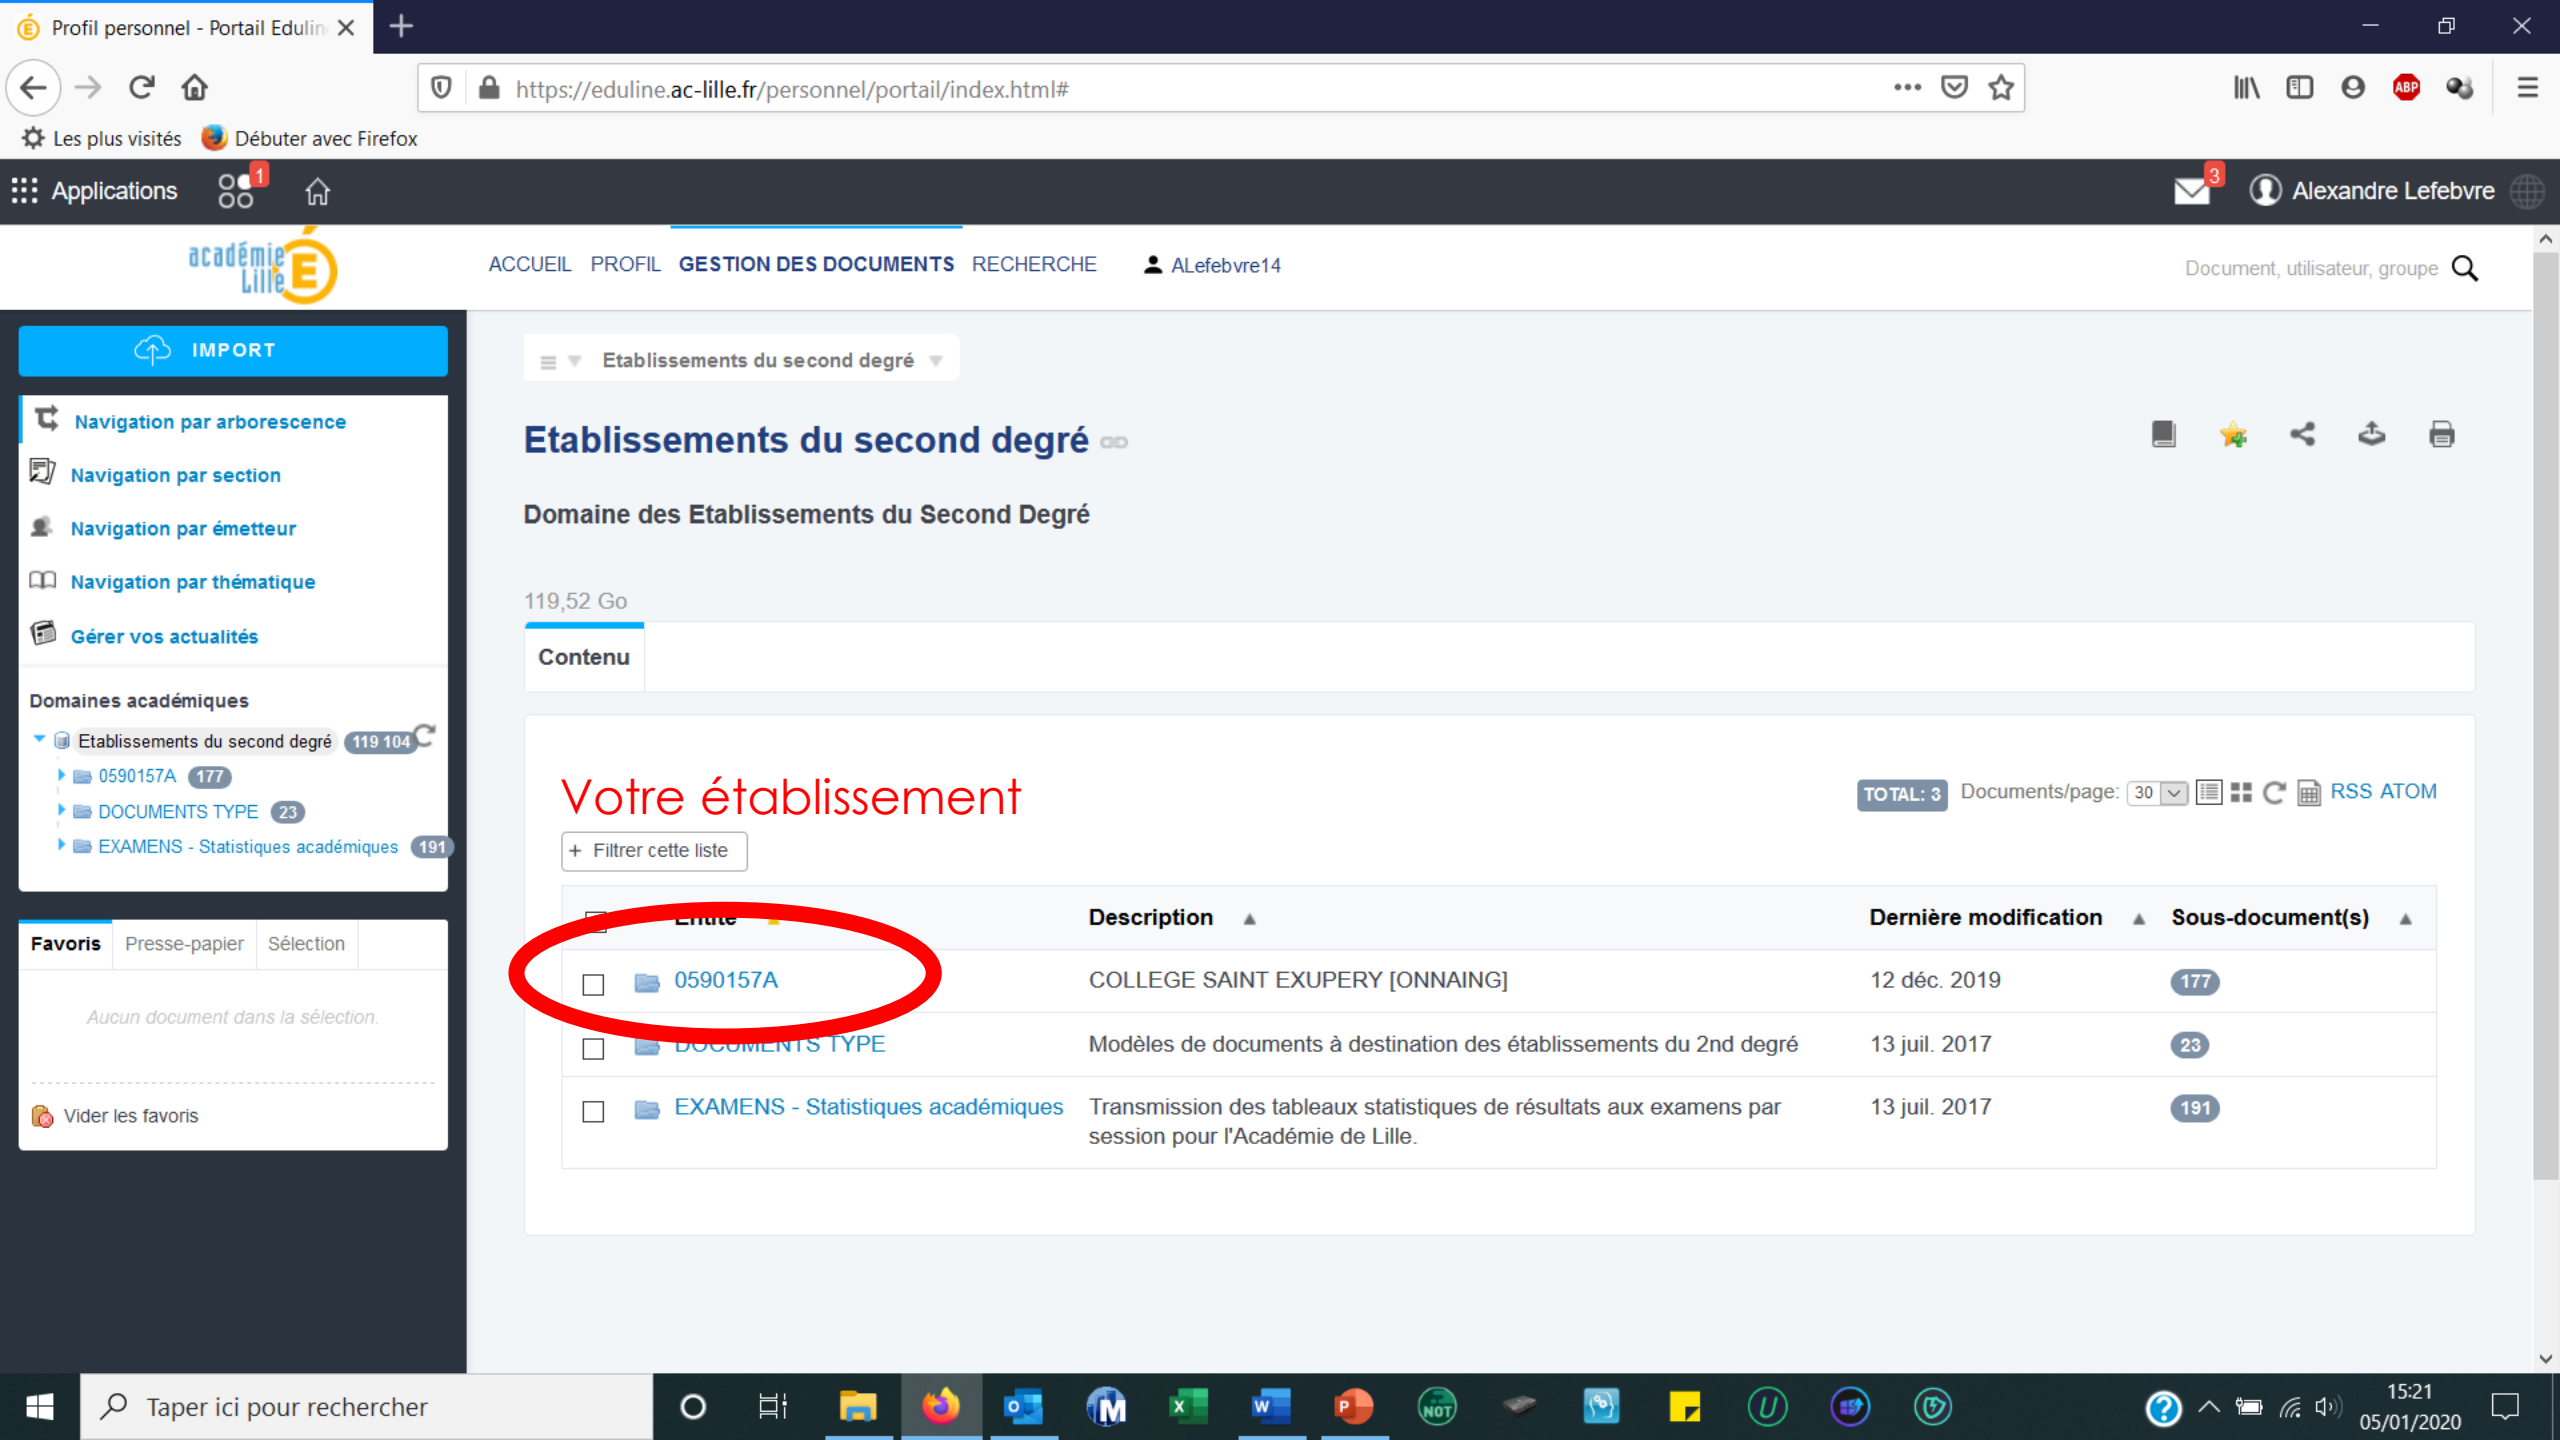 Profil personnel - Portail Eduline
https://eduline.ac-lille.fr/personnel/portail/index.html#
ABP
Les plus visités
Débuter avec Firefox
Applications
1
3
Alexandre Lefebvre
académie
Lille
É
ACCUEIL PROFIL GESTION DES DOCUMENTS RECHERCHE ALefebvre14
Document, utilisateur, groupe
IMPORT
Navigation par arborescence
Navigation par section
Navigation par émetteur
Navigation par thématique
Gérer vos actualités
Domaines académiques
Etablissements du second degré 119 104
0590157A 177
DOCUMENTS TYPE 23
EXAMENS - Statistiques académiques 191
Favoris Presse-papier Sélection
Aucun document dans la sélection.
Vider les favoris
Etablissements du second degré
Etablissements du second degré
Domaine des Etablissements du Second Degré
119,52 Go
Contenu
Votre établissement
TOTAL: 3 Documents/page: 30 RSS ATOM
+ Filtrer cette liste
Entité Description Dernière modification Sous-document(s)
0590157A COLLEGE SAINT EXUPERY [ONNAING] 12 déc. 2019 177
DOCUMENTS TYPE Modèles de documents à destination des établissements du 2nd degré 13 juil. 2017 23
EXAMENS - Statistiques académiques Transmission des tableaux statistiques de résultats aux examens par 13 juil. 2017 191
session pour l'Académie de Lille.
Taper ici pour rechercher
NOT
15:21
05/01/2020